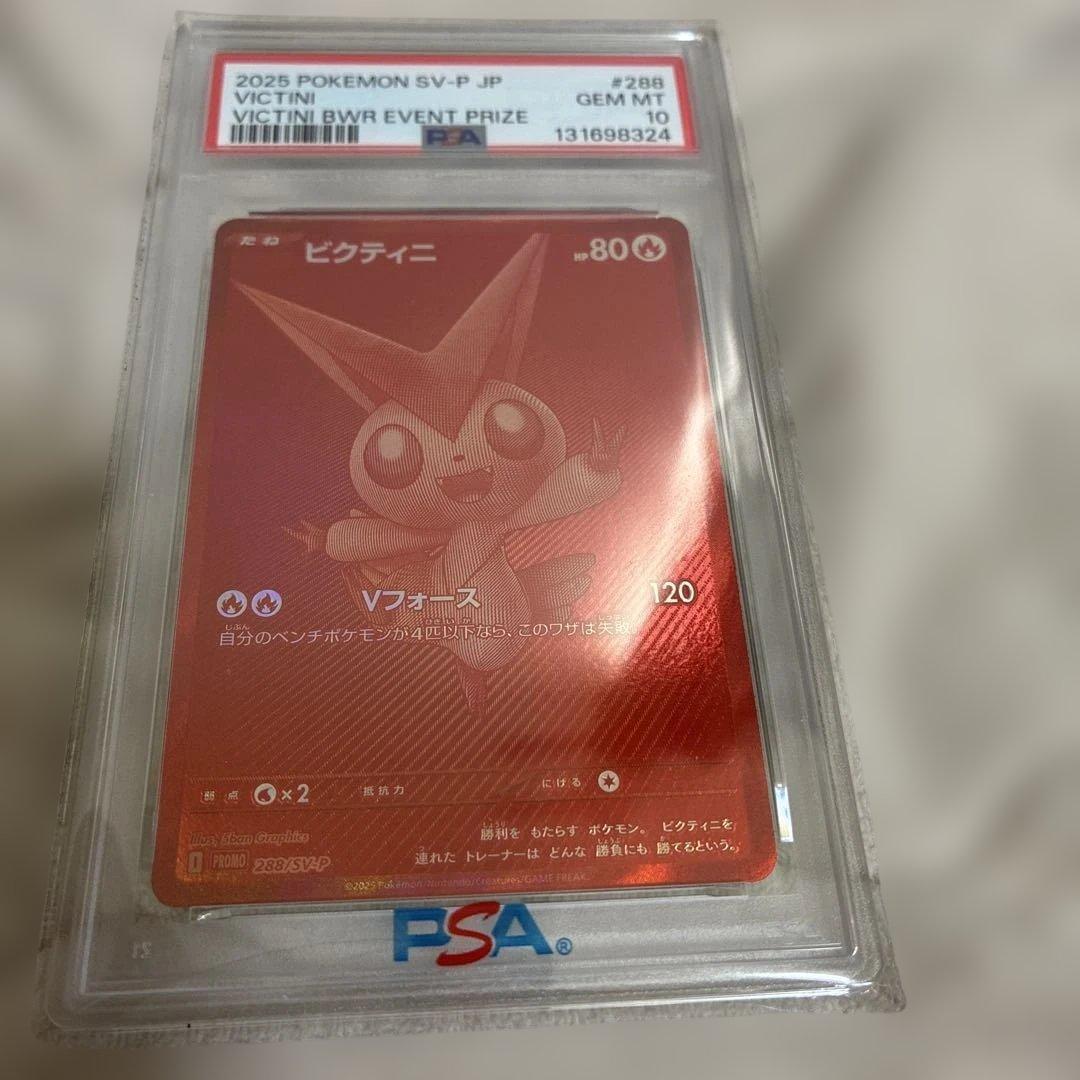 2025 POKEMON SV-P JP #288
VICTINI GEM MT
VICTINI BWR EVENT PRIZE 10
PSA 131698324
たね ビクティニ HP80
Vフォース 120
自分のベンチポケモンが4匹以下なら、このワザは失敗。
弱点 ×2 抵抗力 にげる
Illus. 5ban Graphics
勝利を もたらす ポケモン。 ビクティニを
連れた トレーナーは どんな 勝負にも 勝てるという。
I PROMO 288/SV-P
©2025 Pokémon/Nintendo/Creatures/GAME FREAK.
PSA®